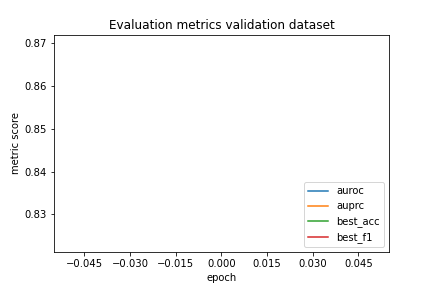 Evaluation metrics validation dataset
metric score
0.87
0.86
0.85
0.84
0.83
auroc
auprc
best_acc
best_f1
−0.045 −0.030 −0.015 0.000 0.015 0.030 0.045
epoch